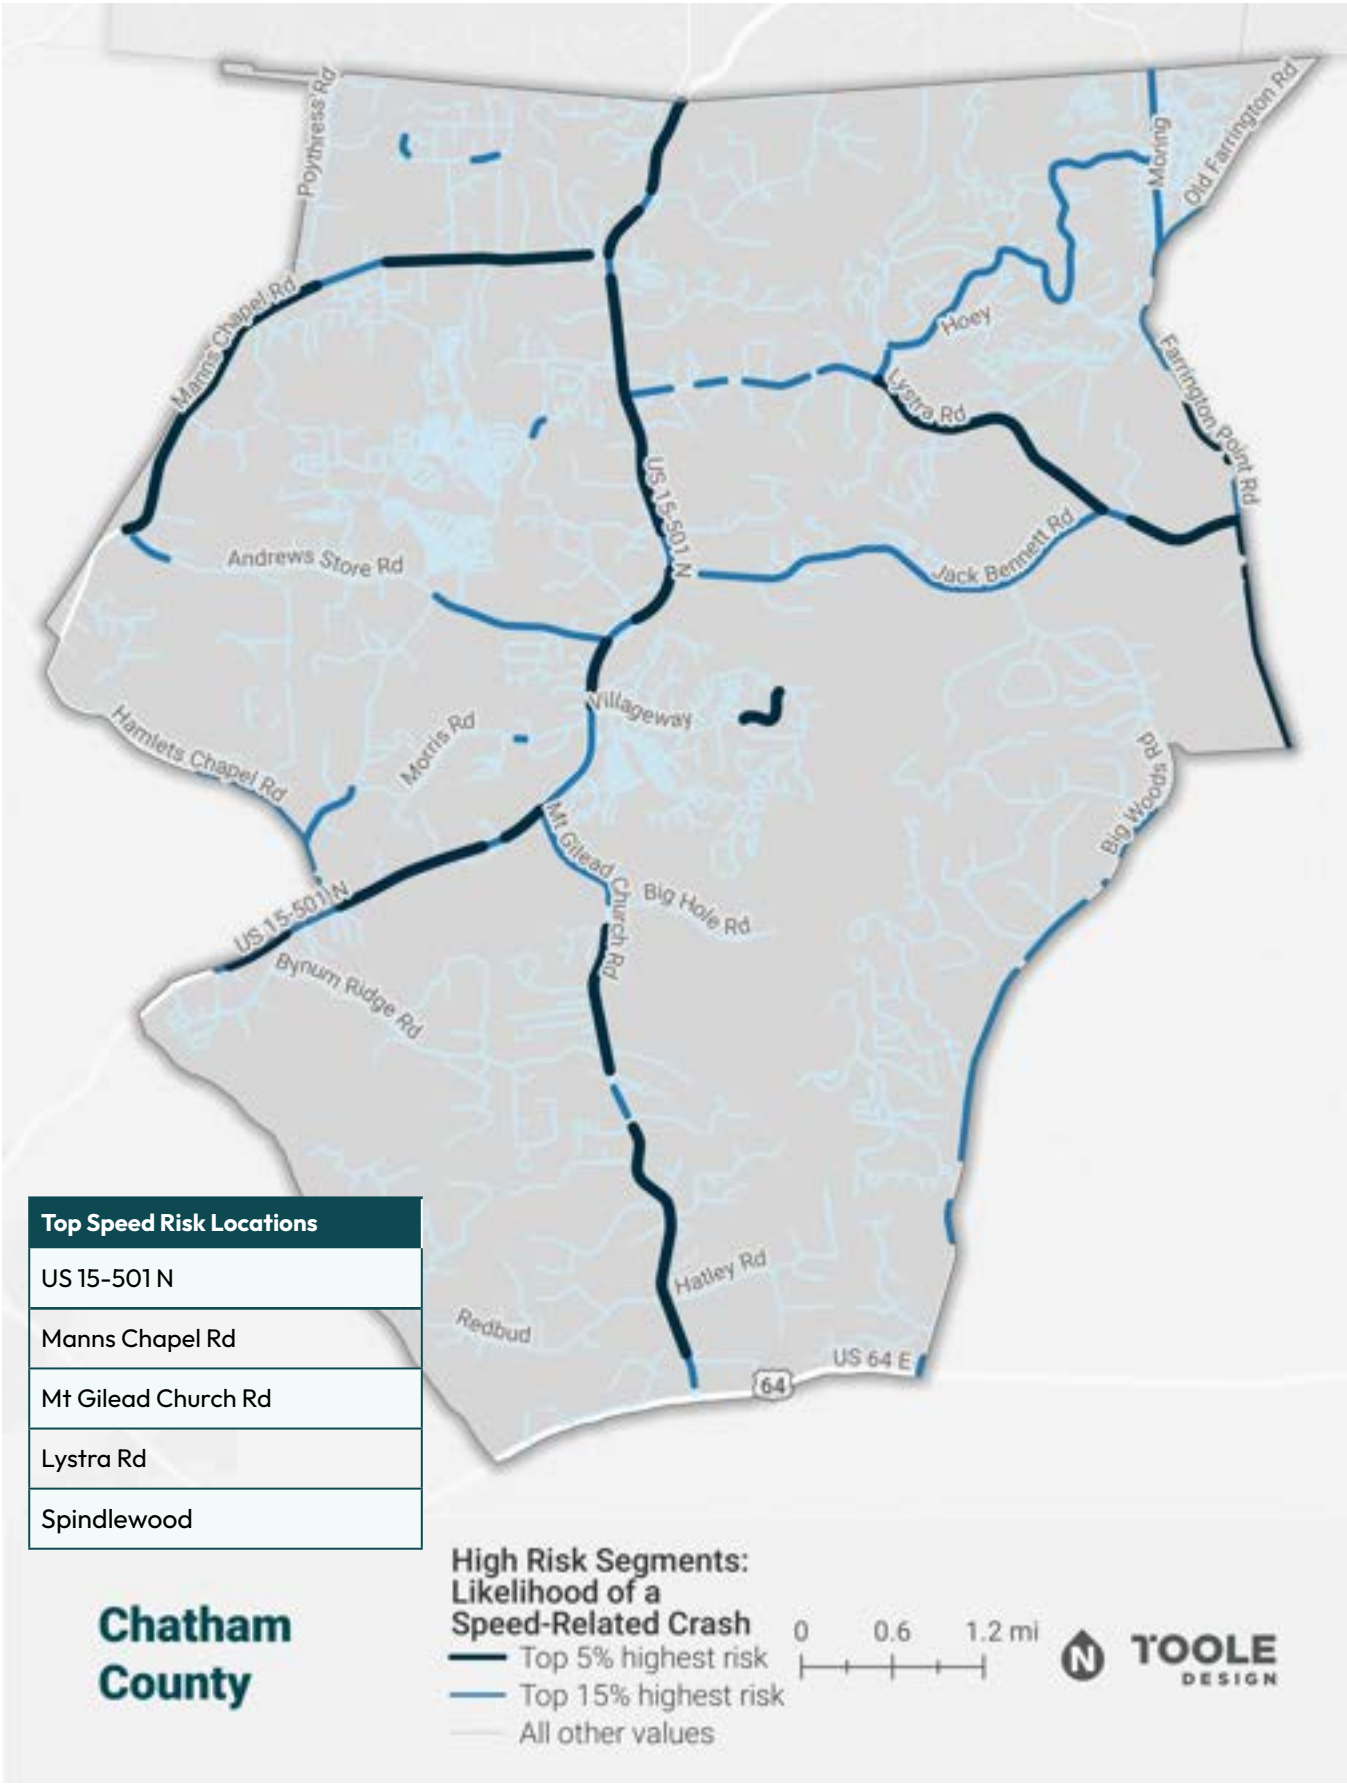 Poythress Rd
Moring
Old Farrington Rd
Manns Chapel Rd
Hoey
Lystra Rd
Farrington Point Rd
US 15-501 N
Andrews Store Rd
Jack Bennett Rd
Villageway
Hamlets Chapel Rd
Morris Rd
Big Woods Rd
Mt Gilead Church Rd
Big Hole Rd
US 15-501 N
Bynum Ridge Rd
Hatley Rd
Redbud
US 64 E
64
Top Speed Risk Locations
US 15-501 N
Manns Chapel Rd
Mt Gilead Church Rd
Lystra Rd
Spindlewood
Chatham
County
High Risk Segments:
Likelihood of a
Speed-Related Crash
Top 5% highest risk
Top 15% highest risk
All other values
0 0.6 1.2 mi
N
TOOLE
DESIGN